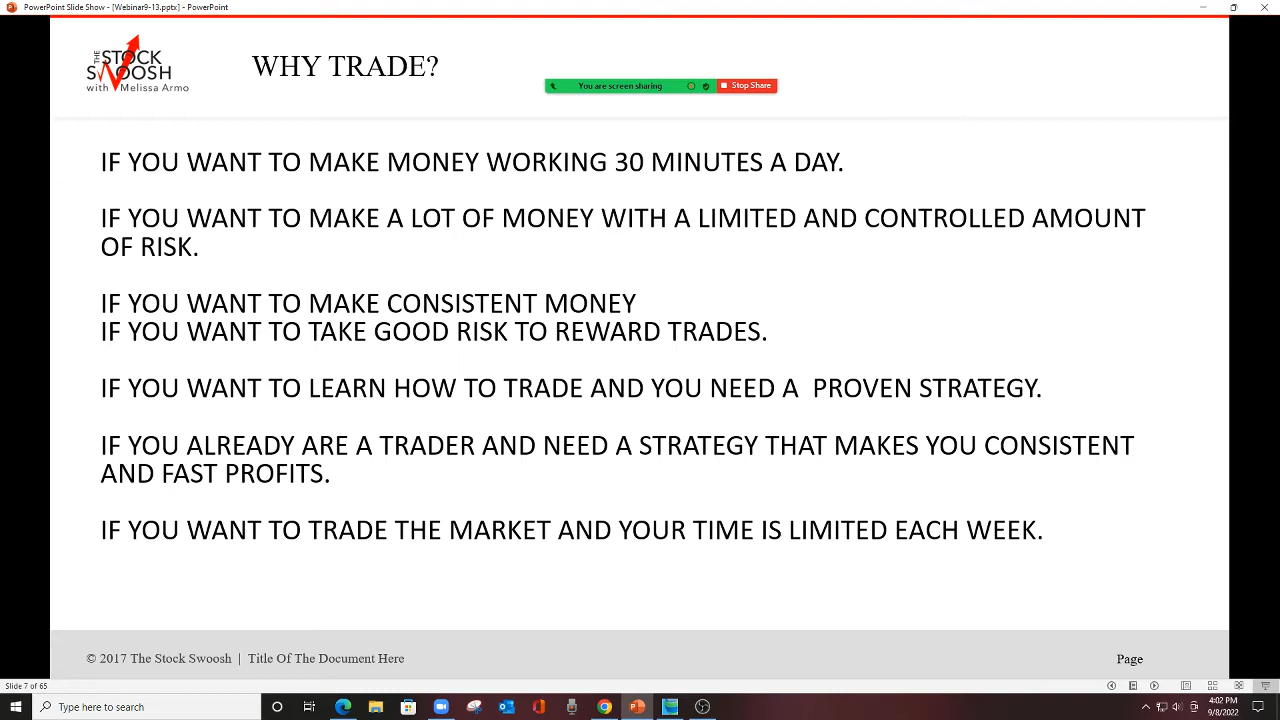 PowerPoint Slide Show - [Webinar9-13.pptx] - PowerPoint
THE STOCK
SWOOSH
with Melissa Armo
WHY TRADE?
You are screen sharing
Stop Share
IF YOU WANT TO MAKE MONEY WORKING 30 MINUTES A DAY.
IF YOU WANT TO MAKE A LOT OF MONEY WITH A LIMITED AND CONTROLLED AMOUNT
OF RISK.
IF YOU WANT TO MAKE CONSISTENT MONEY
IF YOU WANT TO TAKE GOOD RISK TO REWARD TRADES.
IF YOU WANT TO LEARN HOW TO TRADE AND YOU NEED A  PROVEN STRATEGY.
IF YOU ALREADY ARE A TRADER AND NEED A STRATEGY THAT MAKES YOU CONSISTENT
AND FAST PROFITS.
IF YOU WANT TO TRADE THE MARKET AND YOUR TIME IS LIMITED EACH WEEK.
© 2017 The Stock Swoosh | Title Of The Document Here
Page
Slide 7 of 65
Type here to search
4:02 PM
9/8/2022